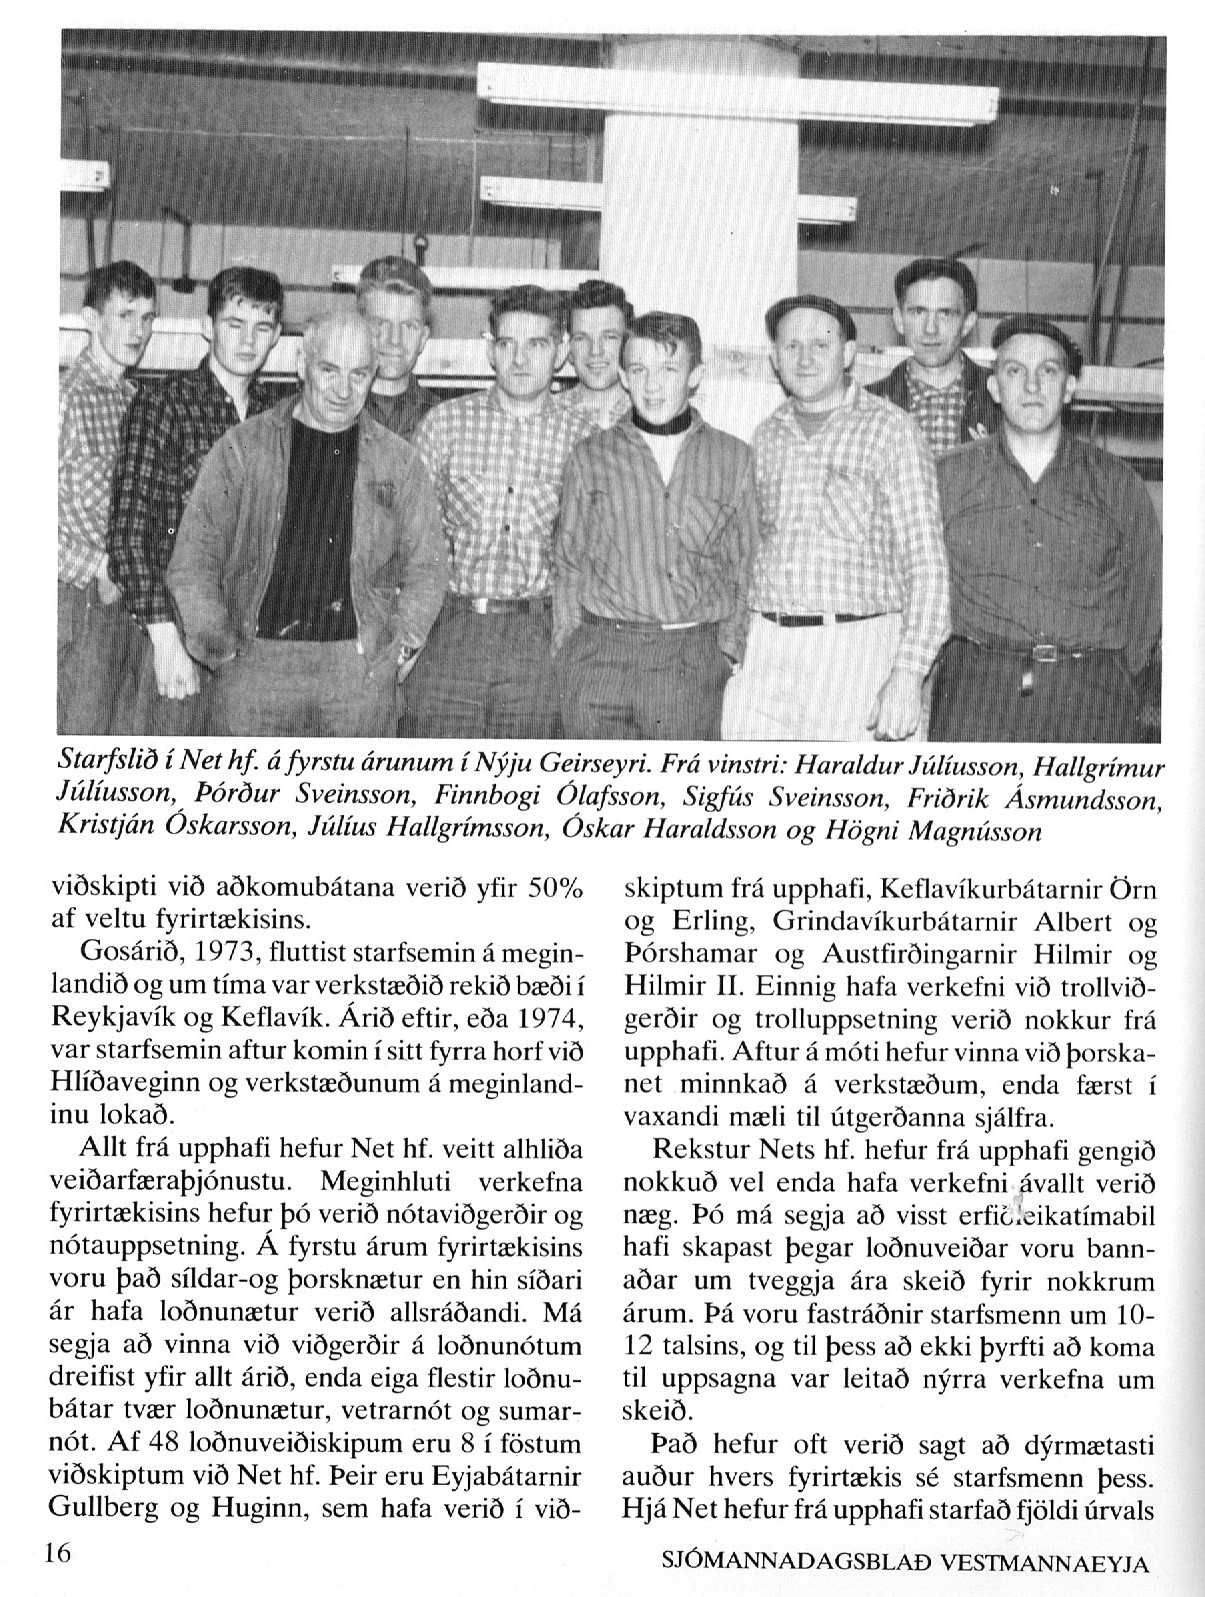 Starfslið í Net hf. á fyrstu árunum í Nýju Geirseyri. Frá vinstri: Haraldur Júlíusson, Hallgrímur
Júlíusson, Þórður Sveinsson, Finnbogi Ólafsson, Sigfús Sveinsson, Friðrik Ásmundsson,
Kristján Óskarsson, Júlíus Hallgrímsson, Óskar Haraldsson og Högni Magnússon
viðskipti við aðkomubátana verið yfir 50%
af veltu fyrirtækisins.
Gosárið, 1973, fluttist starfsemin á megin-
landið og um tíma var verkstæðið rekið bæði í
Reykjavík og Keflavík. Árið eftir, eða 1974,
var starfsemin aftur komin í sitt fyrra horf við
Hlíðaveginn og verkstæðunum á meginland-
inu lokað.
Allt frá upphafi hefur Net hf. veitt alhliða
veiðarfæraþjónustu. Meginhluti verkefna
fyrirtækisins hefur þó verið nótaviðgerðir og
nótauppsetning. Á fyrstu árum fyrirtækisins
voru það síldar-og þorsknætur en hin síðari
ár hafa loðnunætur verið allsráðandi. Má
segja að vinna við viðgerðir á loðnunótum
dreifist yfir allt árið, enda eiga flestir loðnu-
bátar tvær loðnunætur, vetrarnót og sumar-
nót. Af 48 loðnuveiðiskipum eru 8 í föstum
viðskiptum við Net hf. Þeir eru Eyjabátarnir
Gullberg og Huginn, sem hafa verið í við-
skiptum frá upphafi, Keflavíkurbátarnir Örn
og Erling, Grindavíkurbátarnir Albert og
Þórshamar og Austfirðingarnir Hilmir og
Hilmir II. Einnig hafa verkefni við trollvið-
gerðir og trolluppsetning verið nokkur frá
upphafi. Aftur á móti hefur vinna við þorska-
net minnkað á verkstæðum, enda færst í
vaxandi mæli til útgerðanna sjálfra.
Rekstur Nets hf. hefur frá upphafi gengið
nokkuð vel enda hafa verkefni ávallt verið
næg. Þó má segja að visst erfiðleikatímabil
hafi skapast þegar loðnuveiðar voru bann-
aðar um tveggja ára skeið fyrir nokkrum
árum. Þá voru fastráðnir starfsmenn um 10-
12 talsins, og til þess að ekki þyrfti að koma
til uppsagna var leitað nýrra verkefna um
skeið.
Það hefur oft verið sagt að dýrmætasti
auður hvers fyrirtækis sé starfsmenn þess.
Hjá Net hefur frá upphafi starfað fjöldi úrvals
16
SJÓMANNADAGSBLAÐ VESTMANNAEYJA